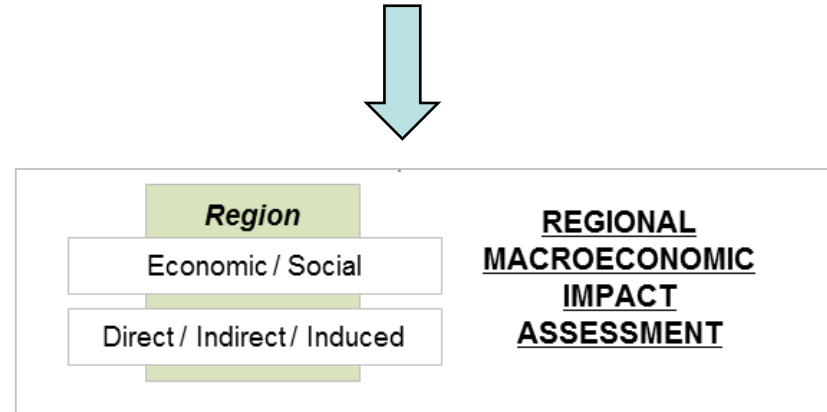 Region
Economic / Social
Direct / Indirect / Induced
REGIONAL
MACROECONOMIC
IMPACT
ASSESSMENT